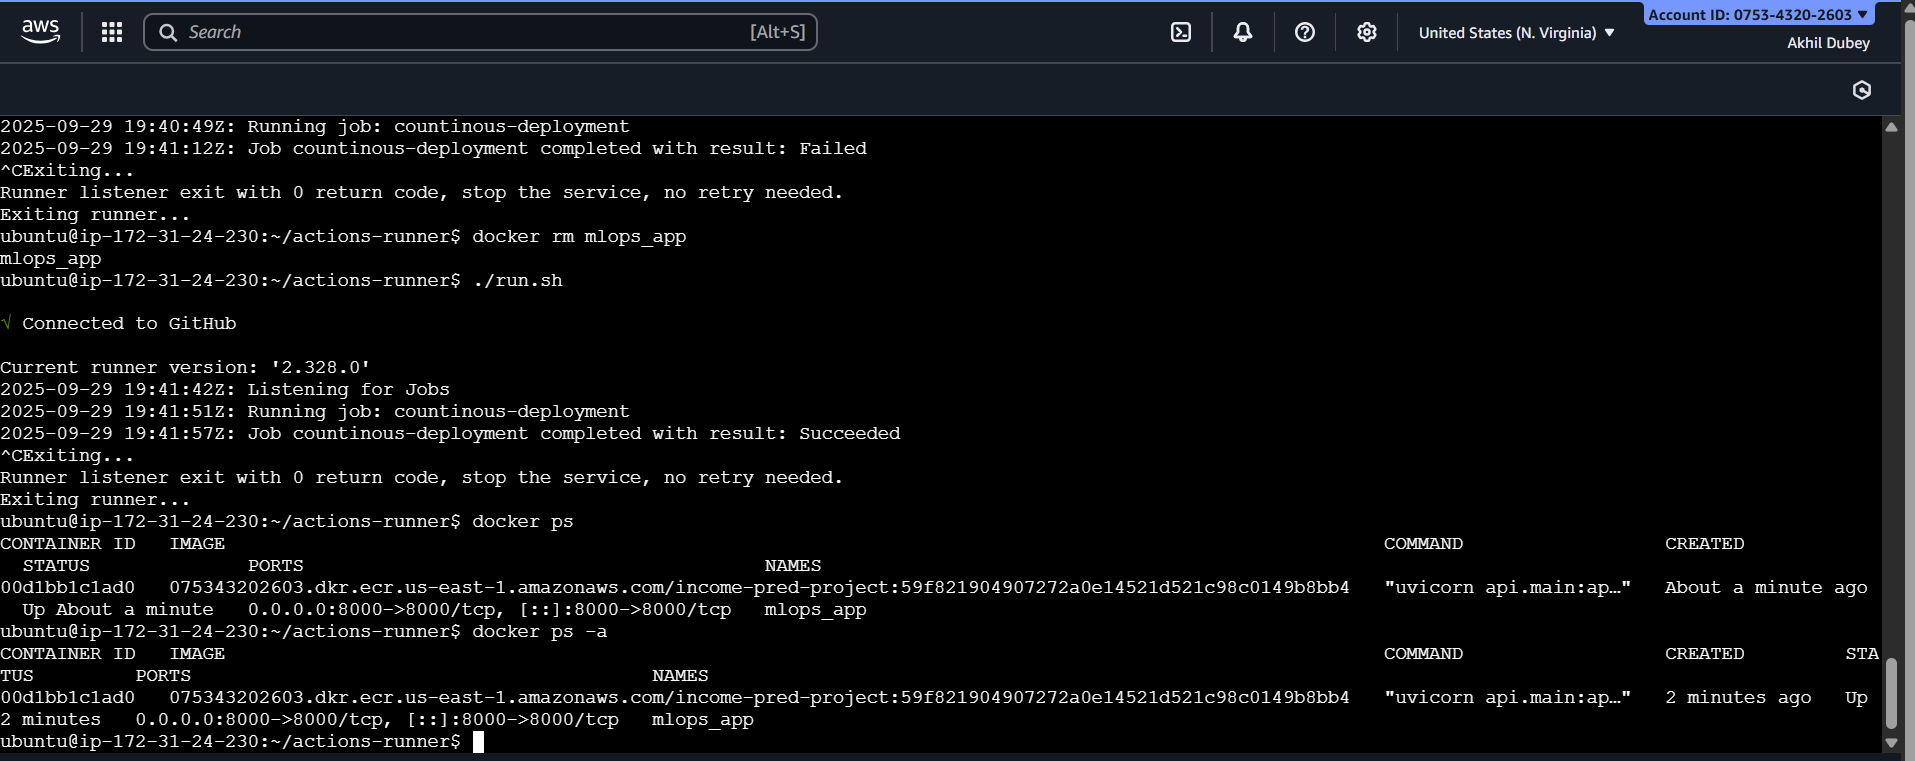 aws
Search
[Alt+S]
United States (N. Virginia)
Account ID: 0753-4320-2603
Akhil Dubey
2025-09-29 19:40:49Z: Running job: countinous-deployment
2025-09-29 19:41:12Z: Job countinous-deployment completed with result: Failed
^CExiting...
Runner listener exit with 0 return code, stop the service, no retry needed.
Exiting runner...
ubuntu@ip-172-31-24-230:~/actions-runner$ docker rm mlops_app
mlops_app
ubuntu@ip-172-31-24-230:~/actions-runner$ ./run.sh
√ Connected to GitHub
Current runner version: '2.328.0'
2025-09-29 19:41:42Z: Listening for Jobs
2025-09-29 19:41:51Z: Running job: countinous-deployment
2025-09-29 19:41:57Z: Job countinous-deployment completed with result: Succeeded
^CExiting...
Runner listener exit with 0 return code, stop the service, no retry needed.
Exiting runner...
ubuntu@ip-172-31-24-230:~/actions-runner$ docker ps
CONTAINER ID   IMAGE   COMMAND   CREATED
STATUS   PORTS   NAMES
00d1bb1c1ad0   075343202603.dkr.ecr.us-east-1.amazonaws.com/income-pred-project:59f821904907272a0e14521d521c98c0149b8bb4   "uvicorn api.main:ap…"   About a minute ago
Up About a minute   0.0.0.0:8000->8000/tcp, [::]:8000->8000/tcp   mlops_app
ubuntu@ip-172-31-24-230:~/actions-runner$ docker ps -a
CONTAINER ID   IMAGE   COMMAND   CREATED   STA
TUS   PORTS   NAMES
00d1bb1c1ad0   075343202603.dkr.ecr.us-east-1.amazonaws.com/income-pred-project:59f821904907272a0e14521d521c98c0149b8bb4   "uvicorn api.main:ap…"   2 minutes ago   Up
2 minutes   0.0.0.0:8000->8000/tcp, [::]:8000->8000/tcp   mlops_app
ubuntu@ip-172-31-24-230:~/actions-runner$